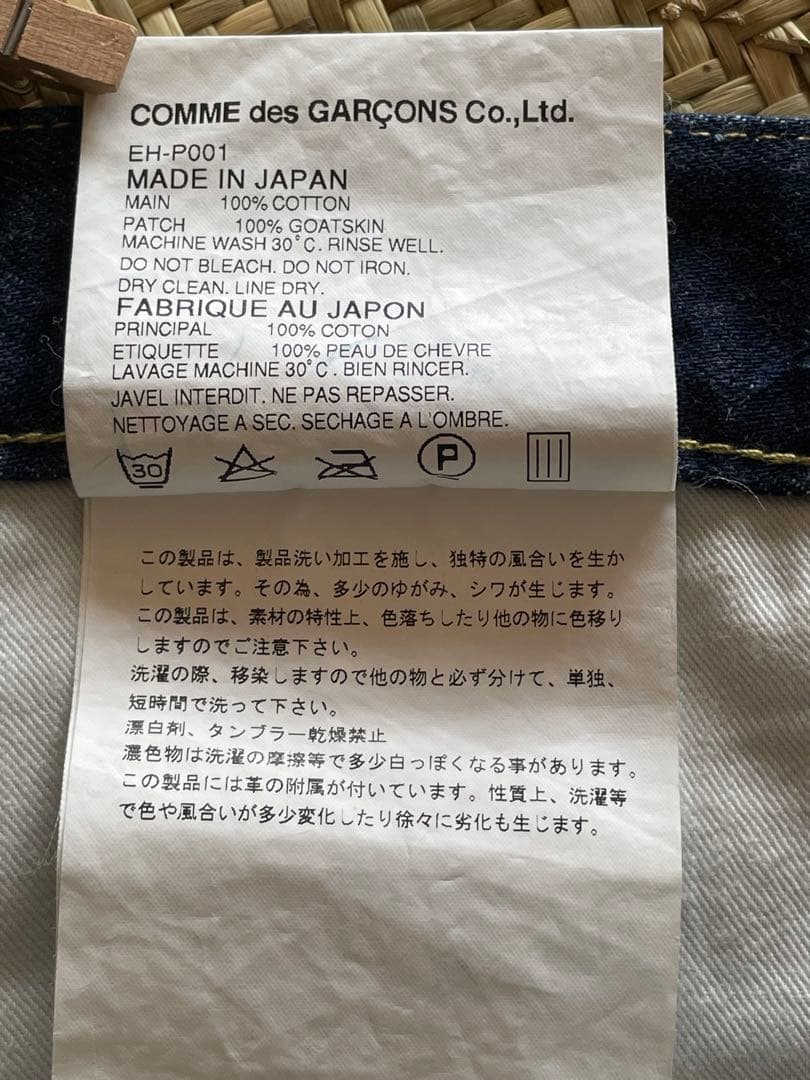 COMME des GARÇONS Co.,Ltd.
EH-P001
MADE IN JAPAN
MAIN 100% COTTON
PATCH 100% GOATSKIN
MACHINE WASH 30°C. RINSE WELL.
DO NOT BLEACH. DO NOT IRON.
DRY CLEAN. LINE DRY.
FABRIQUE AU JAPON
PRINCIPAL 100% COTON
ETIQUETTE 100% PEAU DE CHEVRE
LAVAGE MACHINE 30°C. BIEN RINCER.
JAVEL INTERDIT. NE PAS REPASSER.
NETTOYAGE A SEC. SECHAGE A L'OMBRE.
30 P
この製品は、製品洗い加工を施し、独特の風合いを生か
しています。その為、多少のゆがみ、シワが生じます。
この製品は、素材の特性上、色落ちしたり他の物に色移り
しますのでご注意下さい。
洗濯の際、移染しますので他の物と必ず分けて、単独、
短時間で洗って下さい。
漂白剤、タンブラー乾燥禁止
濃色物は洗濯の摩擦等で多少白っぽくなる事があります。
この製品には革の附属が付いています。性質上、洗濯等
で色や風合いが多少変化したり徐々に劣化も生じます。